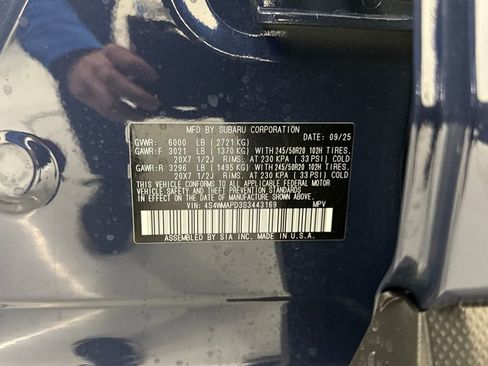 MFD BY SUBARU CORPORATION
DATE: 09/25
GVWR: 6000 LB (2721 KG)
GAWR:F 3021 LB (1370 KG) WITH 245/50R20 102H TIRES,
20X7 1/2J RIMS, AT 230 KPA (33 PSI) COLD
GAWR:R 3296 LB (1495 KG) WITH 245/50R20 102H TIRES,
20X7 1/2J RIMS, AT 230 KPA (33 PSI) COLD
THIS VEHICLE CONFORMS TO ALL APPLICABLE FEDERAL MOTOR
VEHICLE SAFETY AND BUMPER STANDARDS IN EFFECT ON THE
DATE OF MANUFACTURE SHOWN ABOVE.
VIN: 4S4WMAPD3S3443169 MPV
ASSEMBLED BY SIA INC. IN U.S.A.